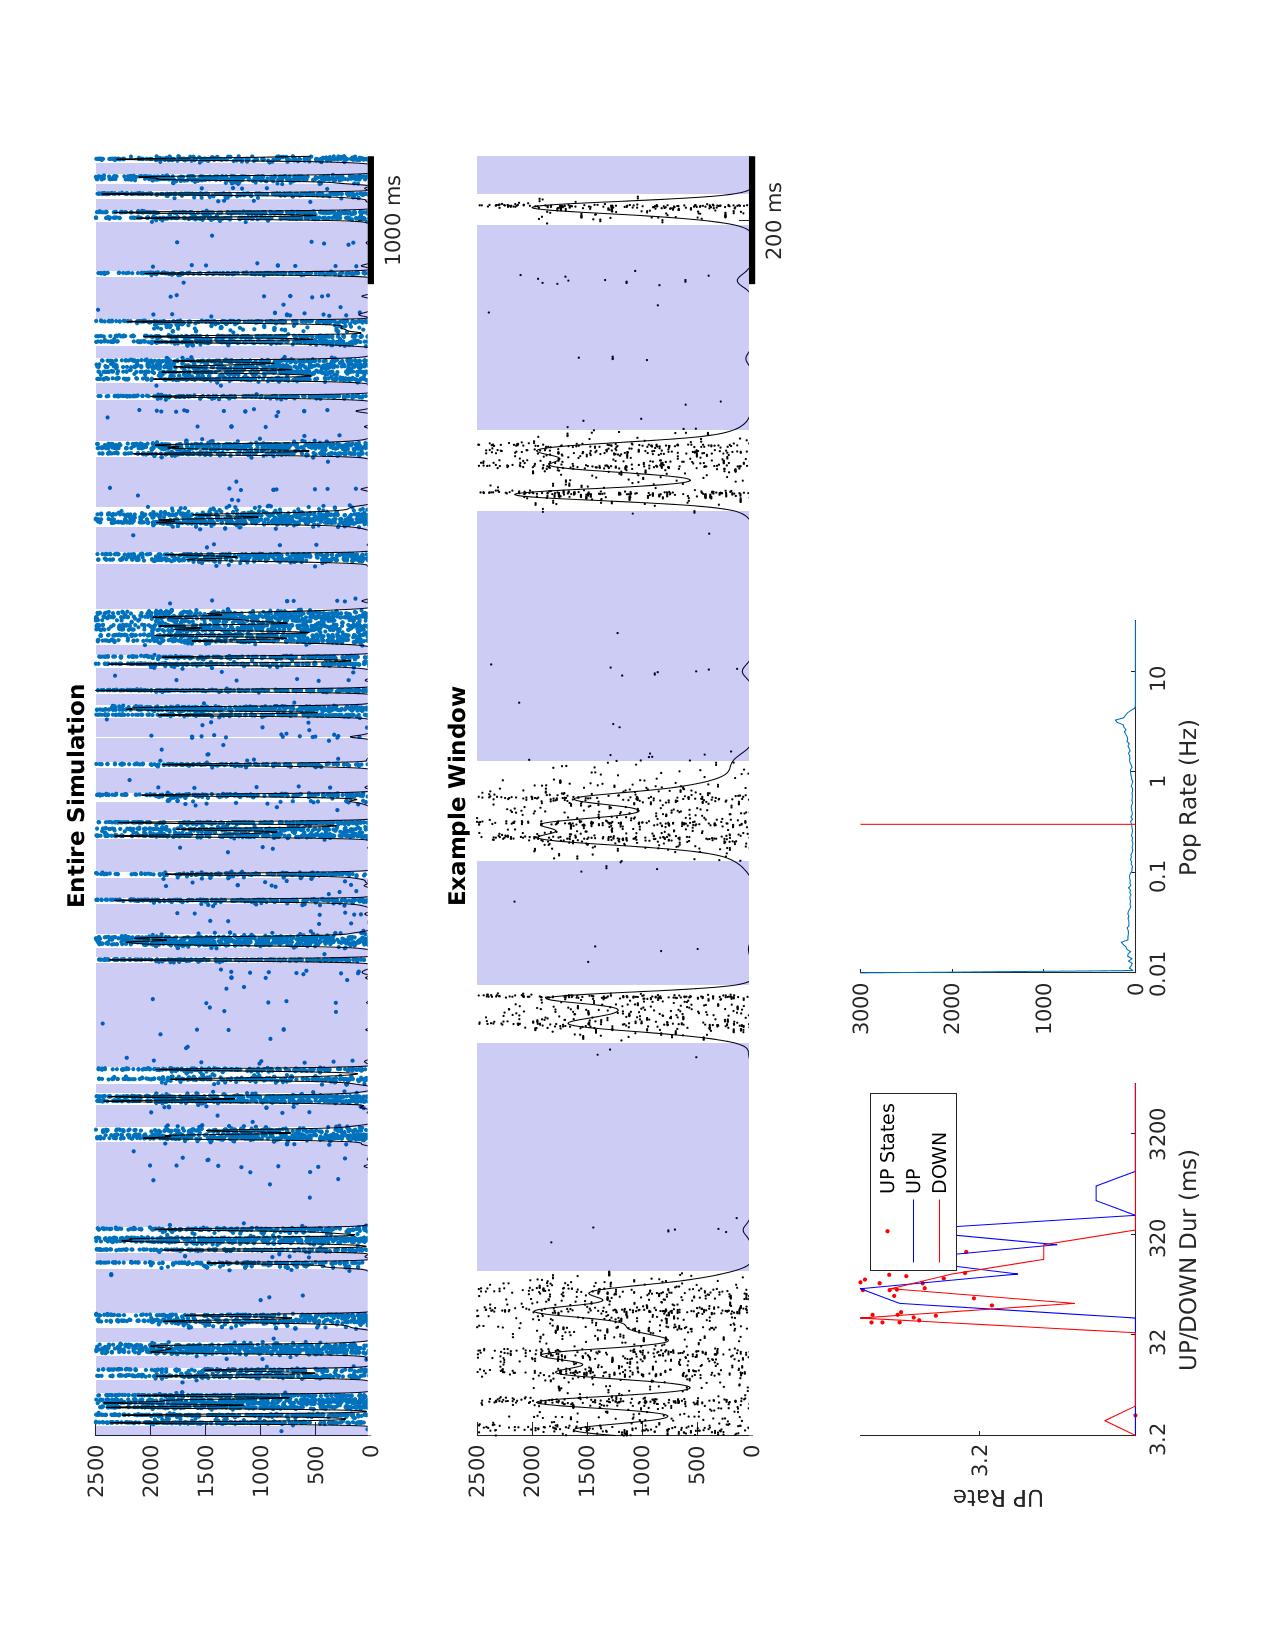 Entire Simulation
2500
2000
1500
1000
500
0
1000 ms
Example Window
2500
2000
1500
1000
500
0
200 ms
UP Rate
3.2
UP States
UP
DOWN
3.2 32 320 3200
UP/DOWN Dur (ms)
3000
2000
1000
0
0.01 0.1 1 10
Pop Rate (Hz)